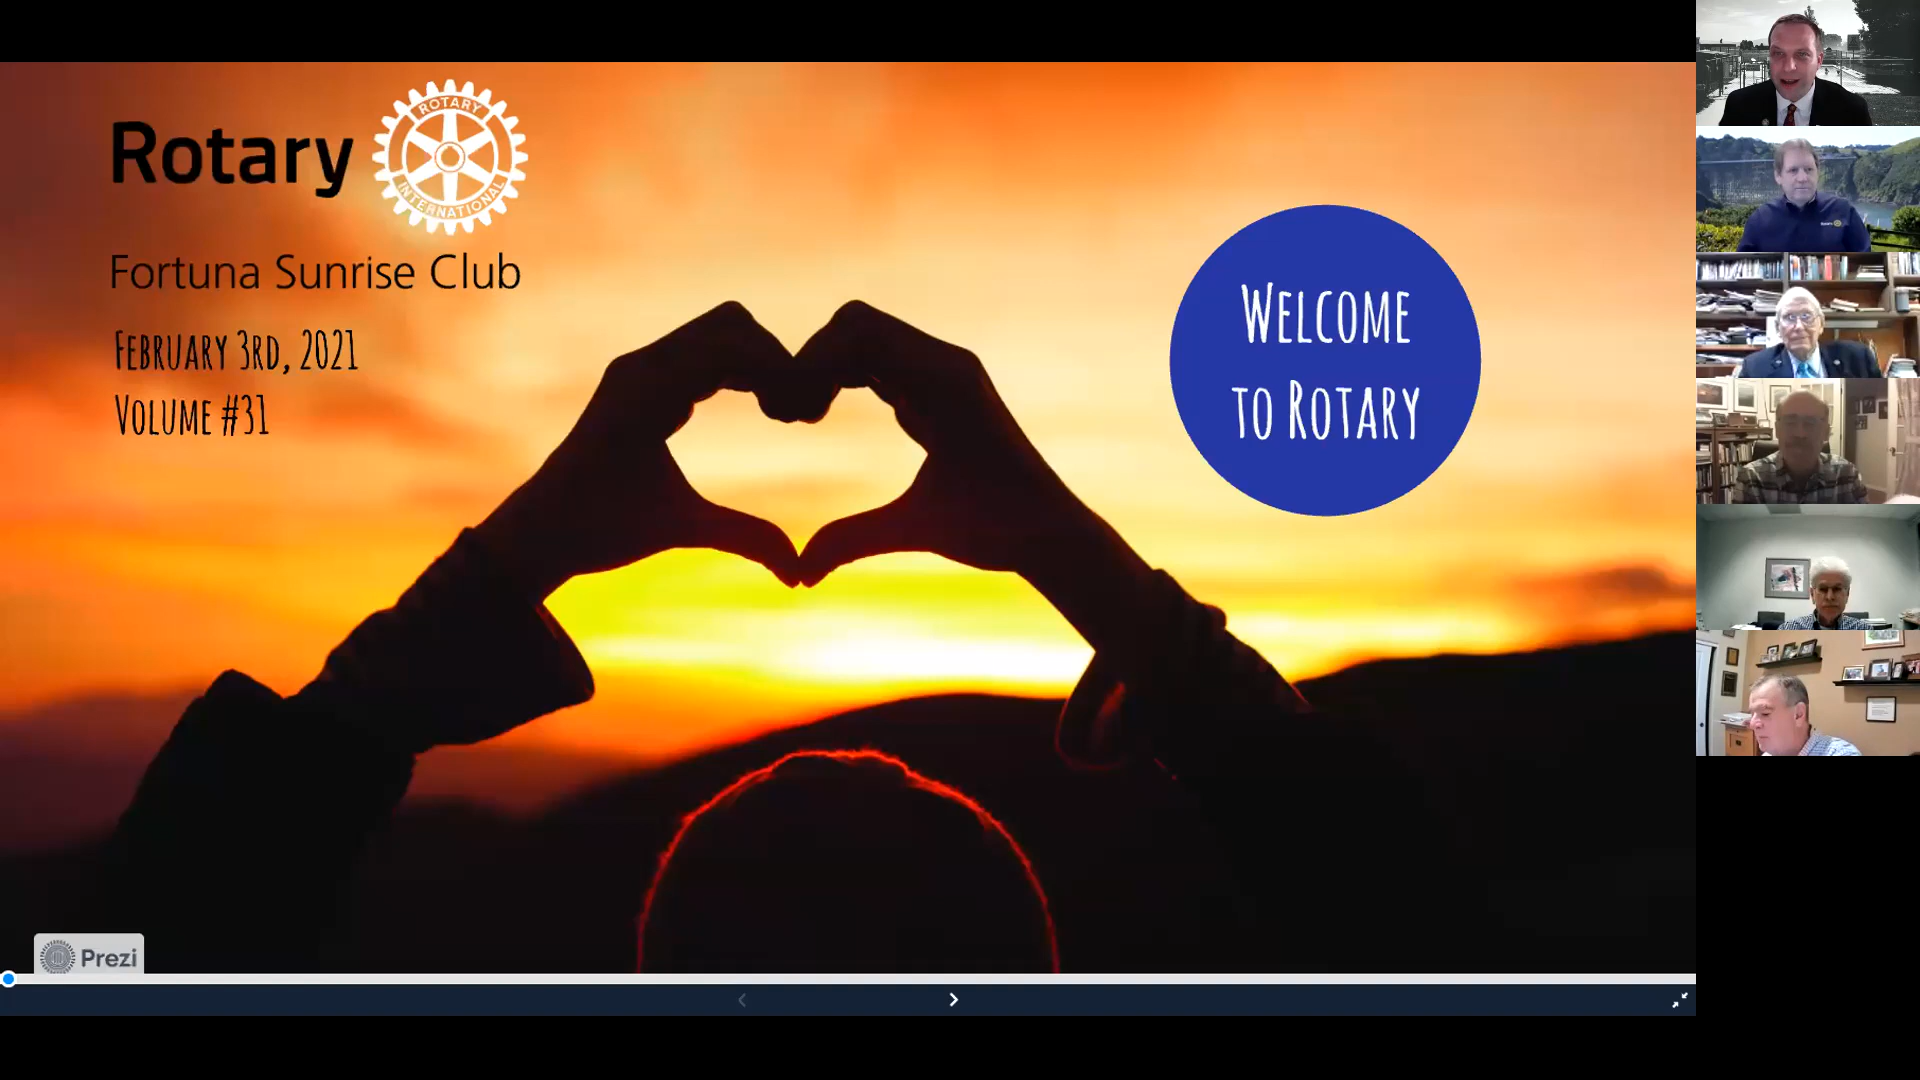 Rotary
ROTARY
INTERNATIONAL
Fortuna Sunrise Club
February 3rd, 2021
Volume #31
Welcome
to Rotary
Prezi